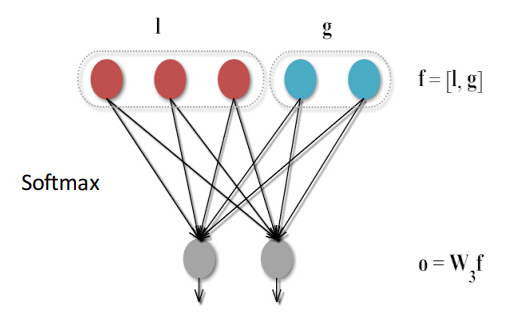 l g
f = [l, g]
Softmax
o = W₃f